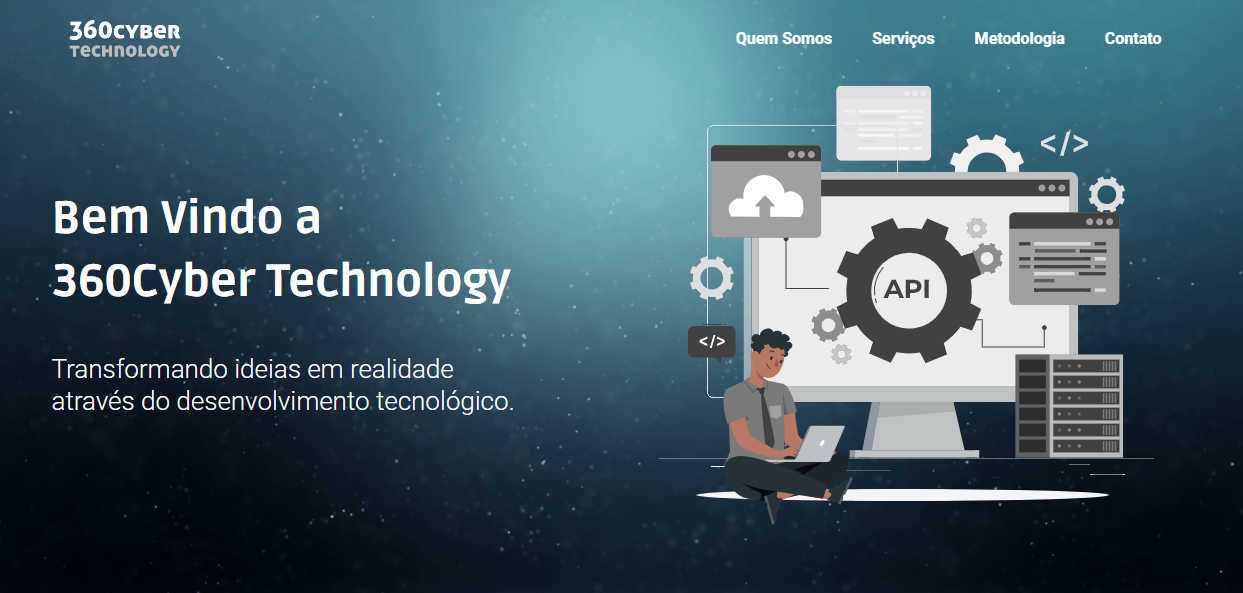 360CYBER
TECHNOLOGY
Quem Somos
Serviços
Metodologia
Contato
Bem Vindo a
360Cyber Technology
Transformando ideias em realidade
através do desenvolvimento tecnológico.
</>
API
</>